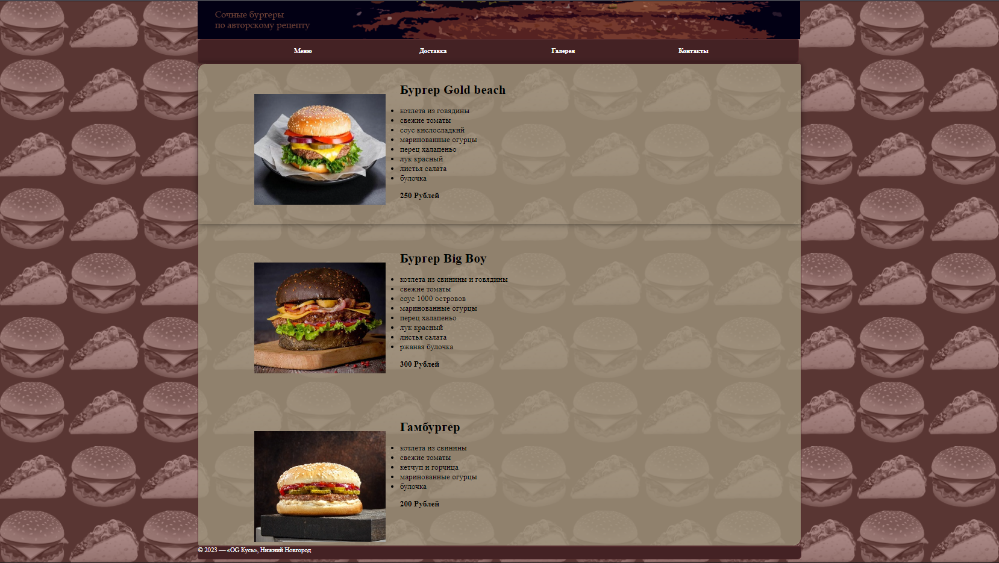 Сочные бургеры
по авторскому рецепту
Меню Доставка Галерея Контакты
Бургер Gold beach
котлета из говядины
свежие томаты
соус кислосладкий
маринованные огурцы
перец халапеньо
лук красный
листья салата
булочка
250 Рублей
Бургер Big Boy
котлета из свинины и говядины
свежие томаты
соус 1000 островов
маринованные огурцы
перец халапеньо
лук красный
листья салата
ржаная булочка
300 Рублей
Гамбургер
котлета из свинины
свежие томаты
кетчуп и горчица
маринованные огурцы
булочка
200 Рублей
© 2023 — «OG Кусь», Нижний Новгород